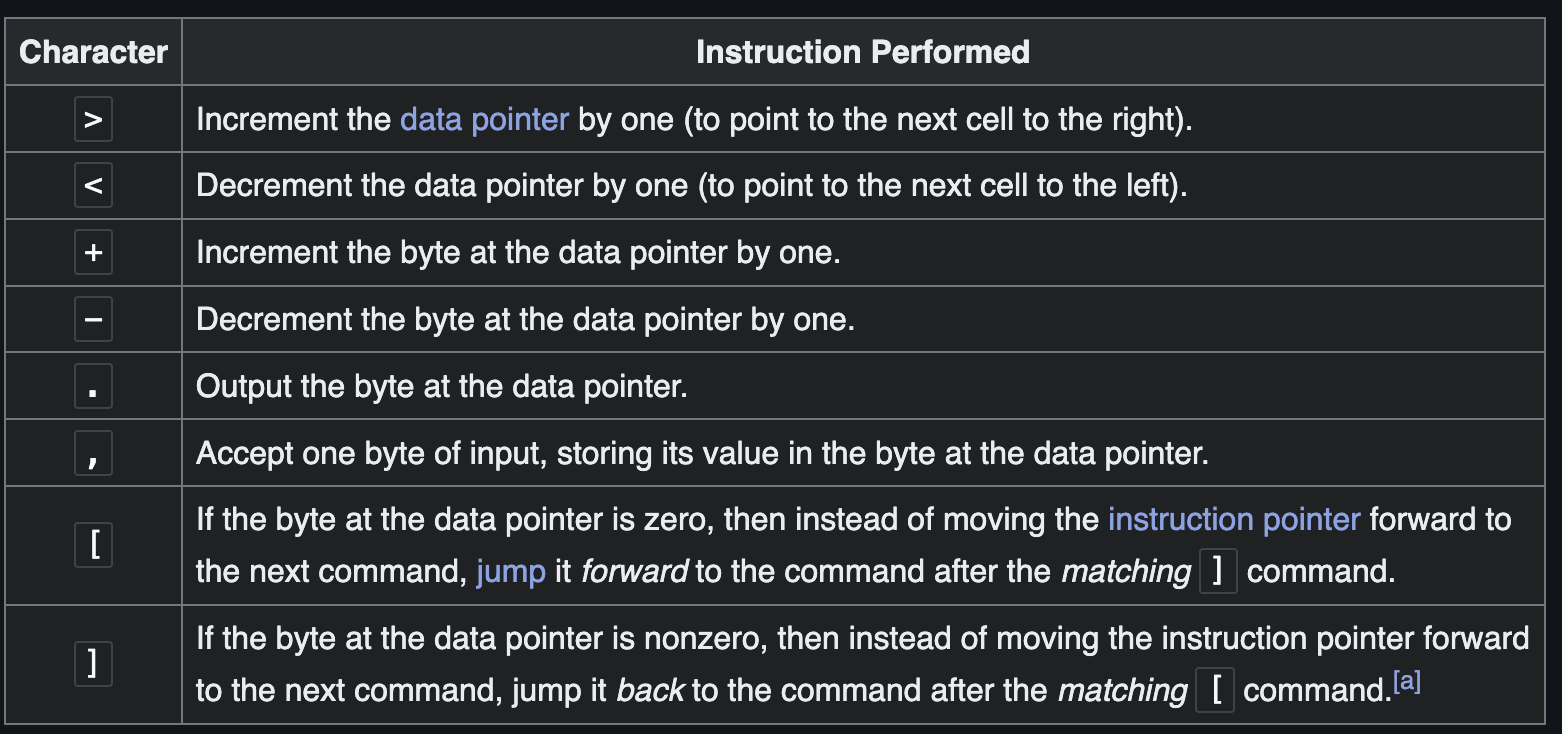 Character Instruction Performed
> Increment the data pointer by one (to point to the next cell to the right).
< Decrement the data pointer by one (to point to the next cell to the left).
+ Increment the byte at the data pointer by one.
− Decrement the byte at the data pointer by one.
. Output the byte at the data pointer.
, Accept one byte of input, storing its value in the byte at the data pointer.
[ If the byte at the data pointer is zero, then instead of moving the instruction pointer forward to
the next command, jump it forward to the command after the matching ] command.
] If the byte at the data pointer is nonzero, then instead of moving the instruction pointer forward
to the next command, jump it back to the command after the matching [ command.[a]